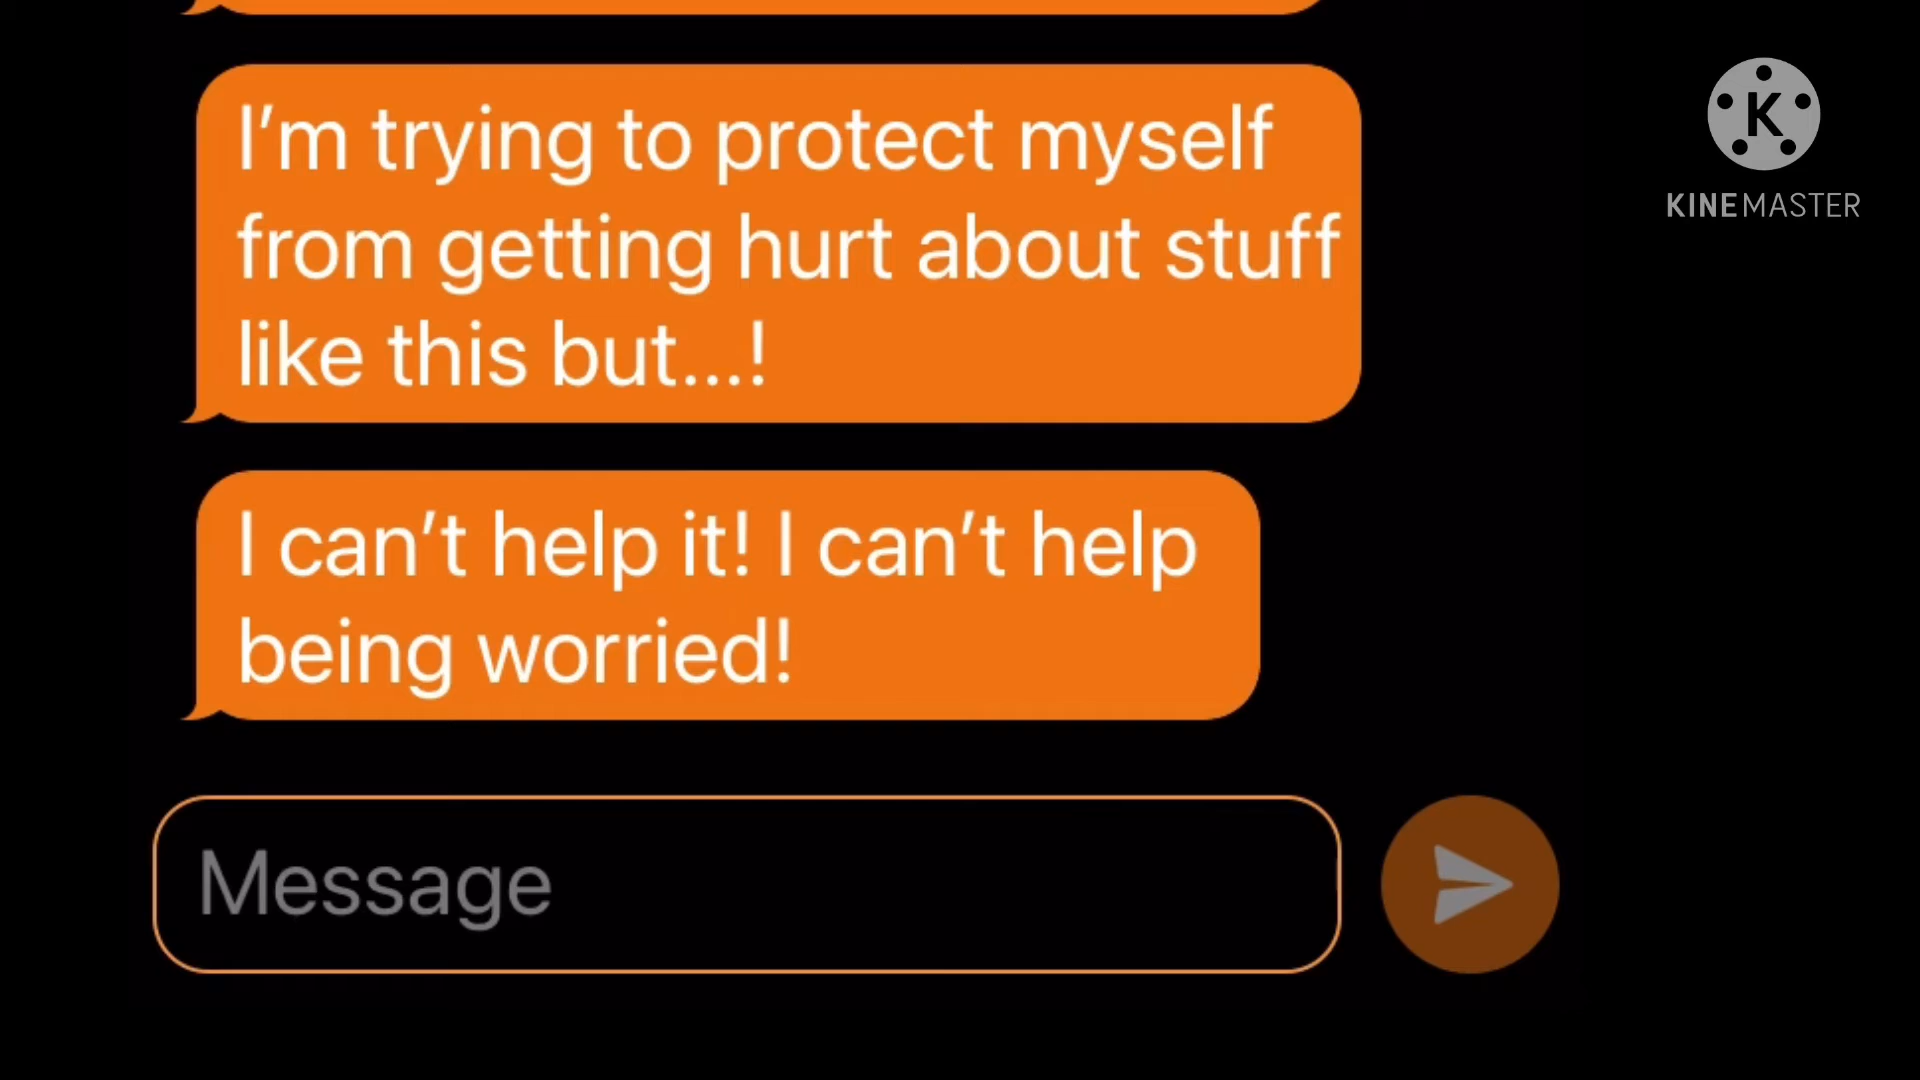 I’m trying to protect myself
from getting hurt about stuff
like this but...!
I can’t help it! I can’t help
being worried!
Message
K
KINEMASTER